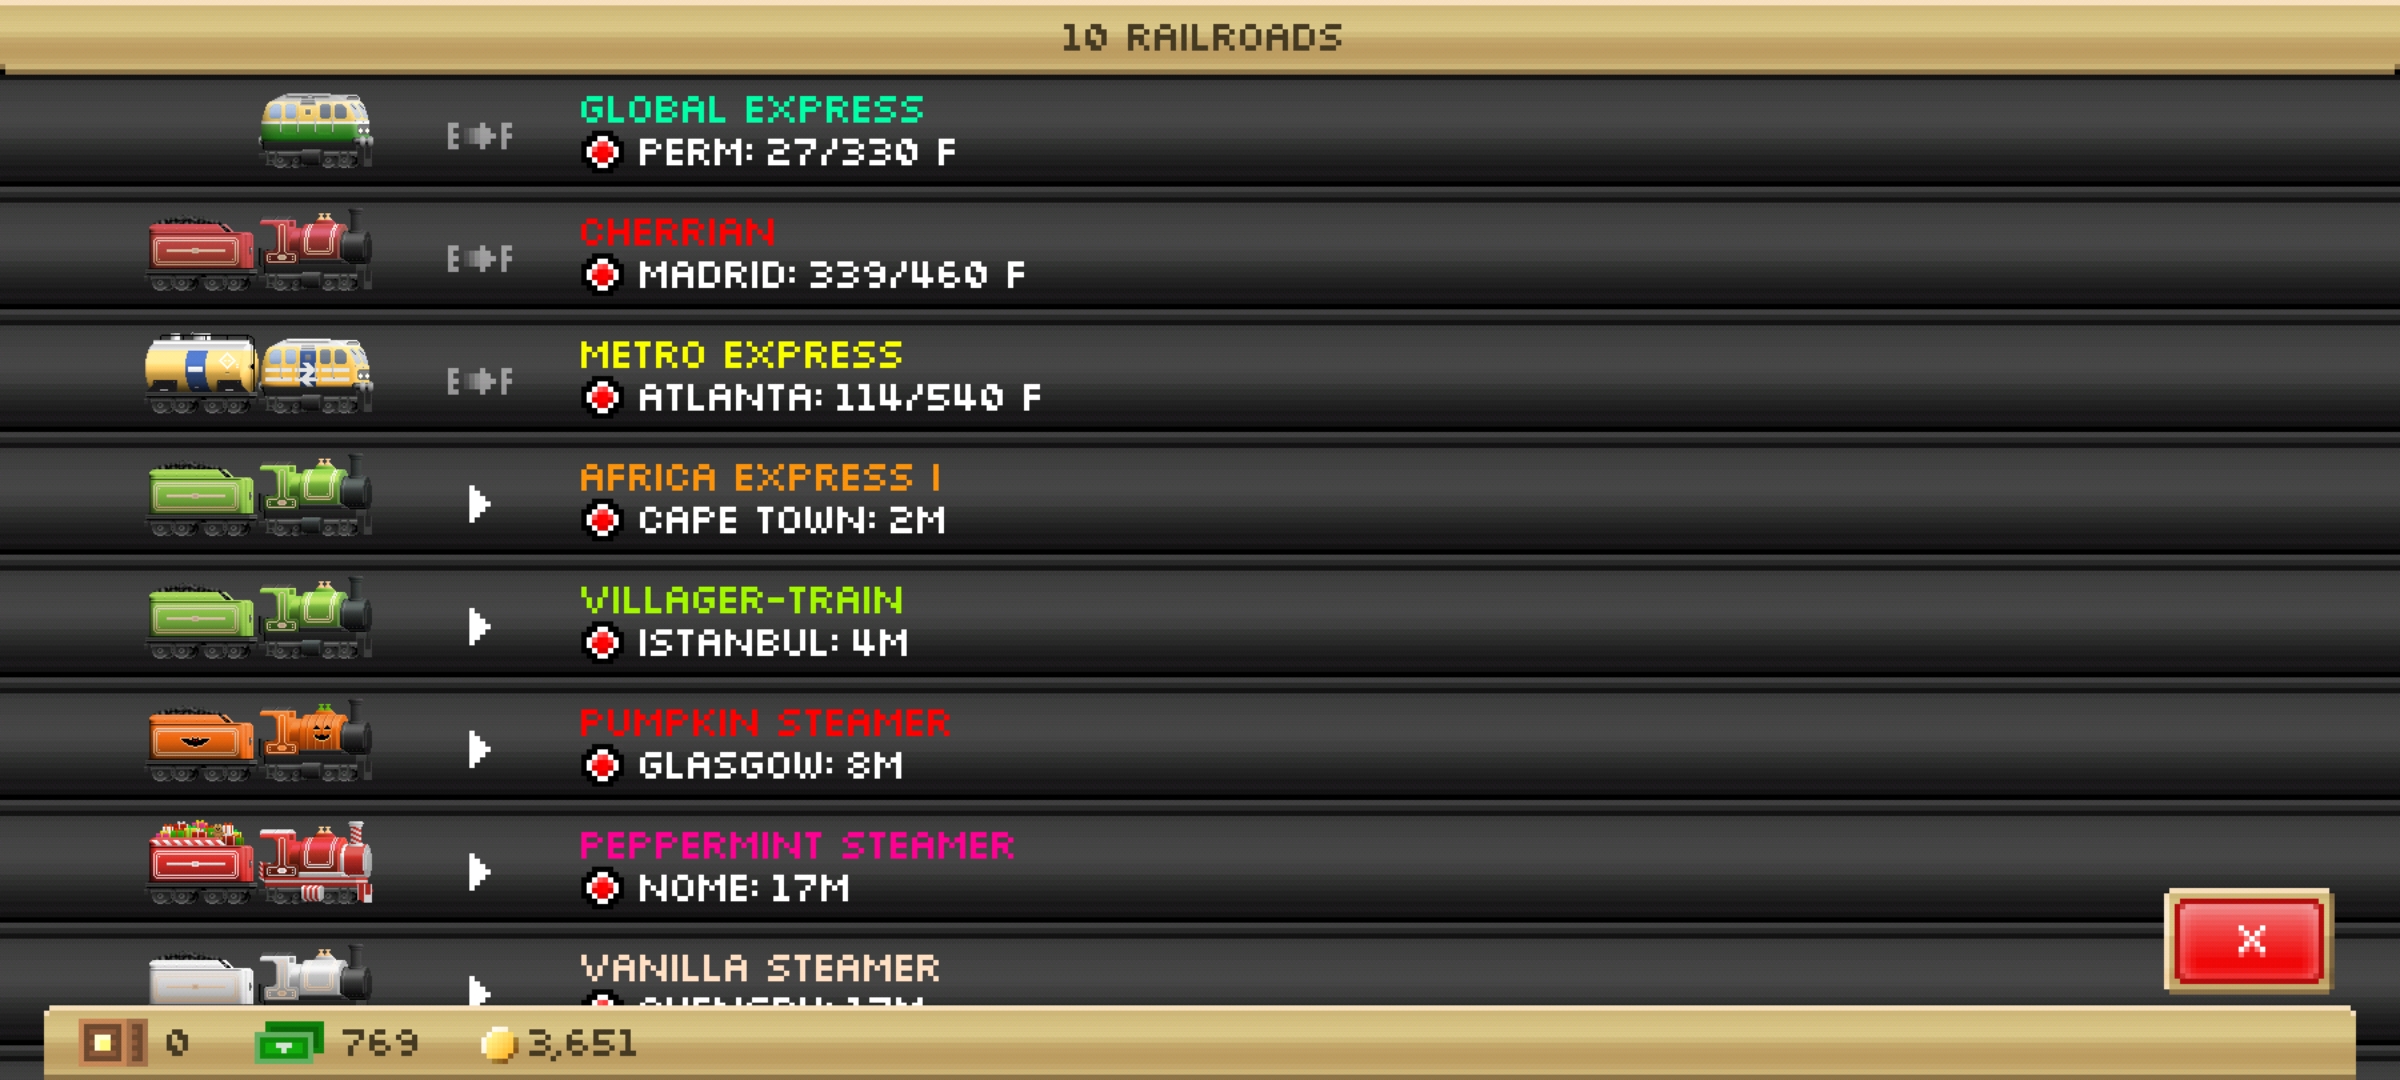 10 RAILROADS
GLOBAL EXPRESS
E F
PERM: 27/330 F
CHERRIAN
E F
MADRID: 339/460 F
METRO EXPRESS
E F
ATLANTA: 114/540 F
AFRICA EXPRESS I
CAPE TOWN: 2M
VILLAGER-TRAIN
ISTANBUL: 4M
PUMPKIN STEAMER
GLASGOW: 8M
PEPPERMINT STEAMER
NOME: 17M
X
VANILLA STEAMER
0 769 3,651